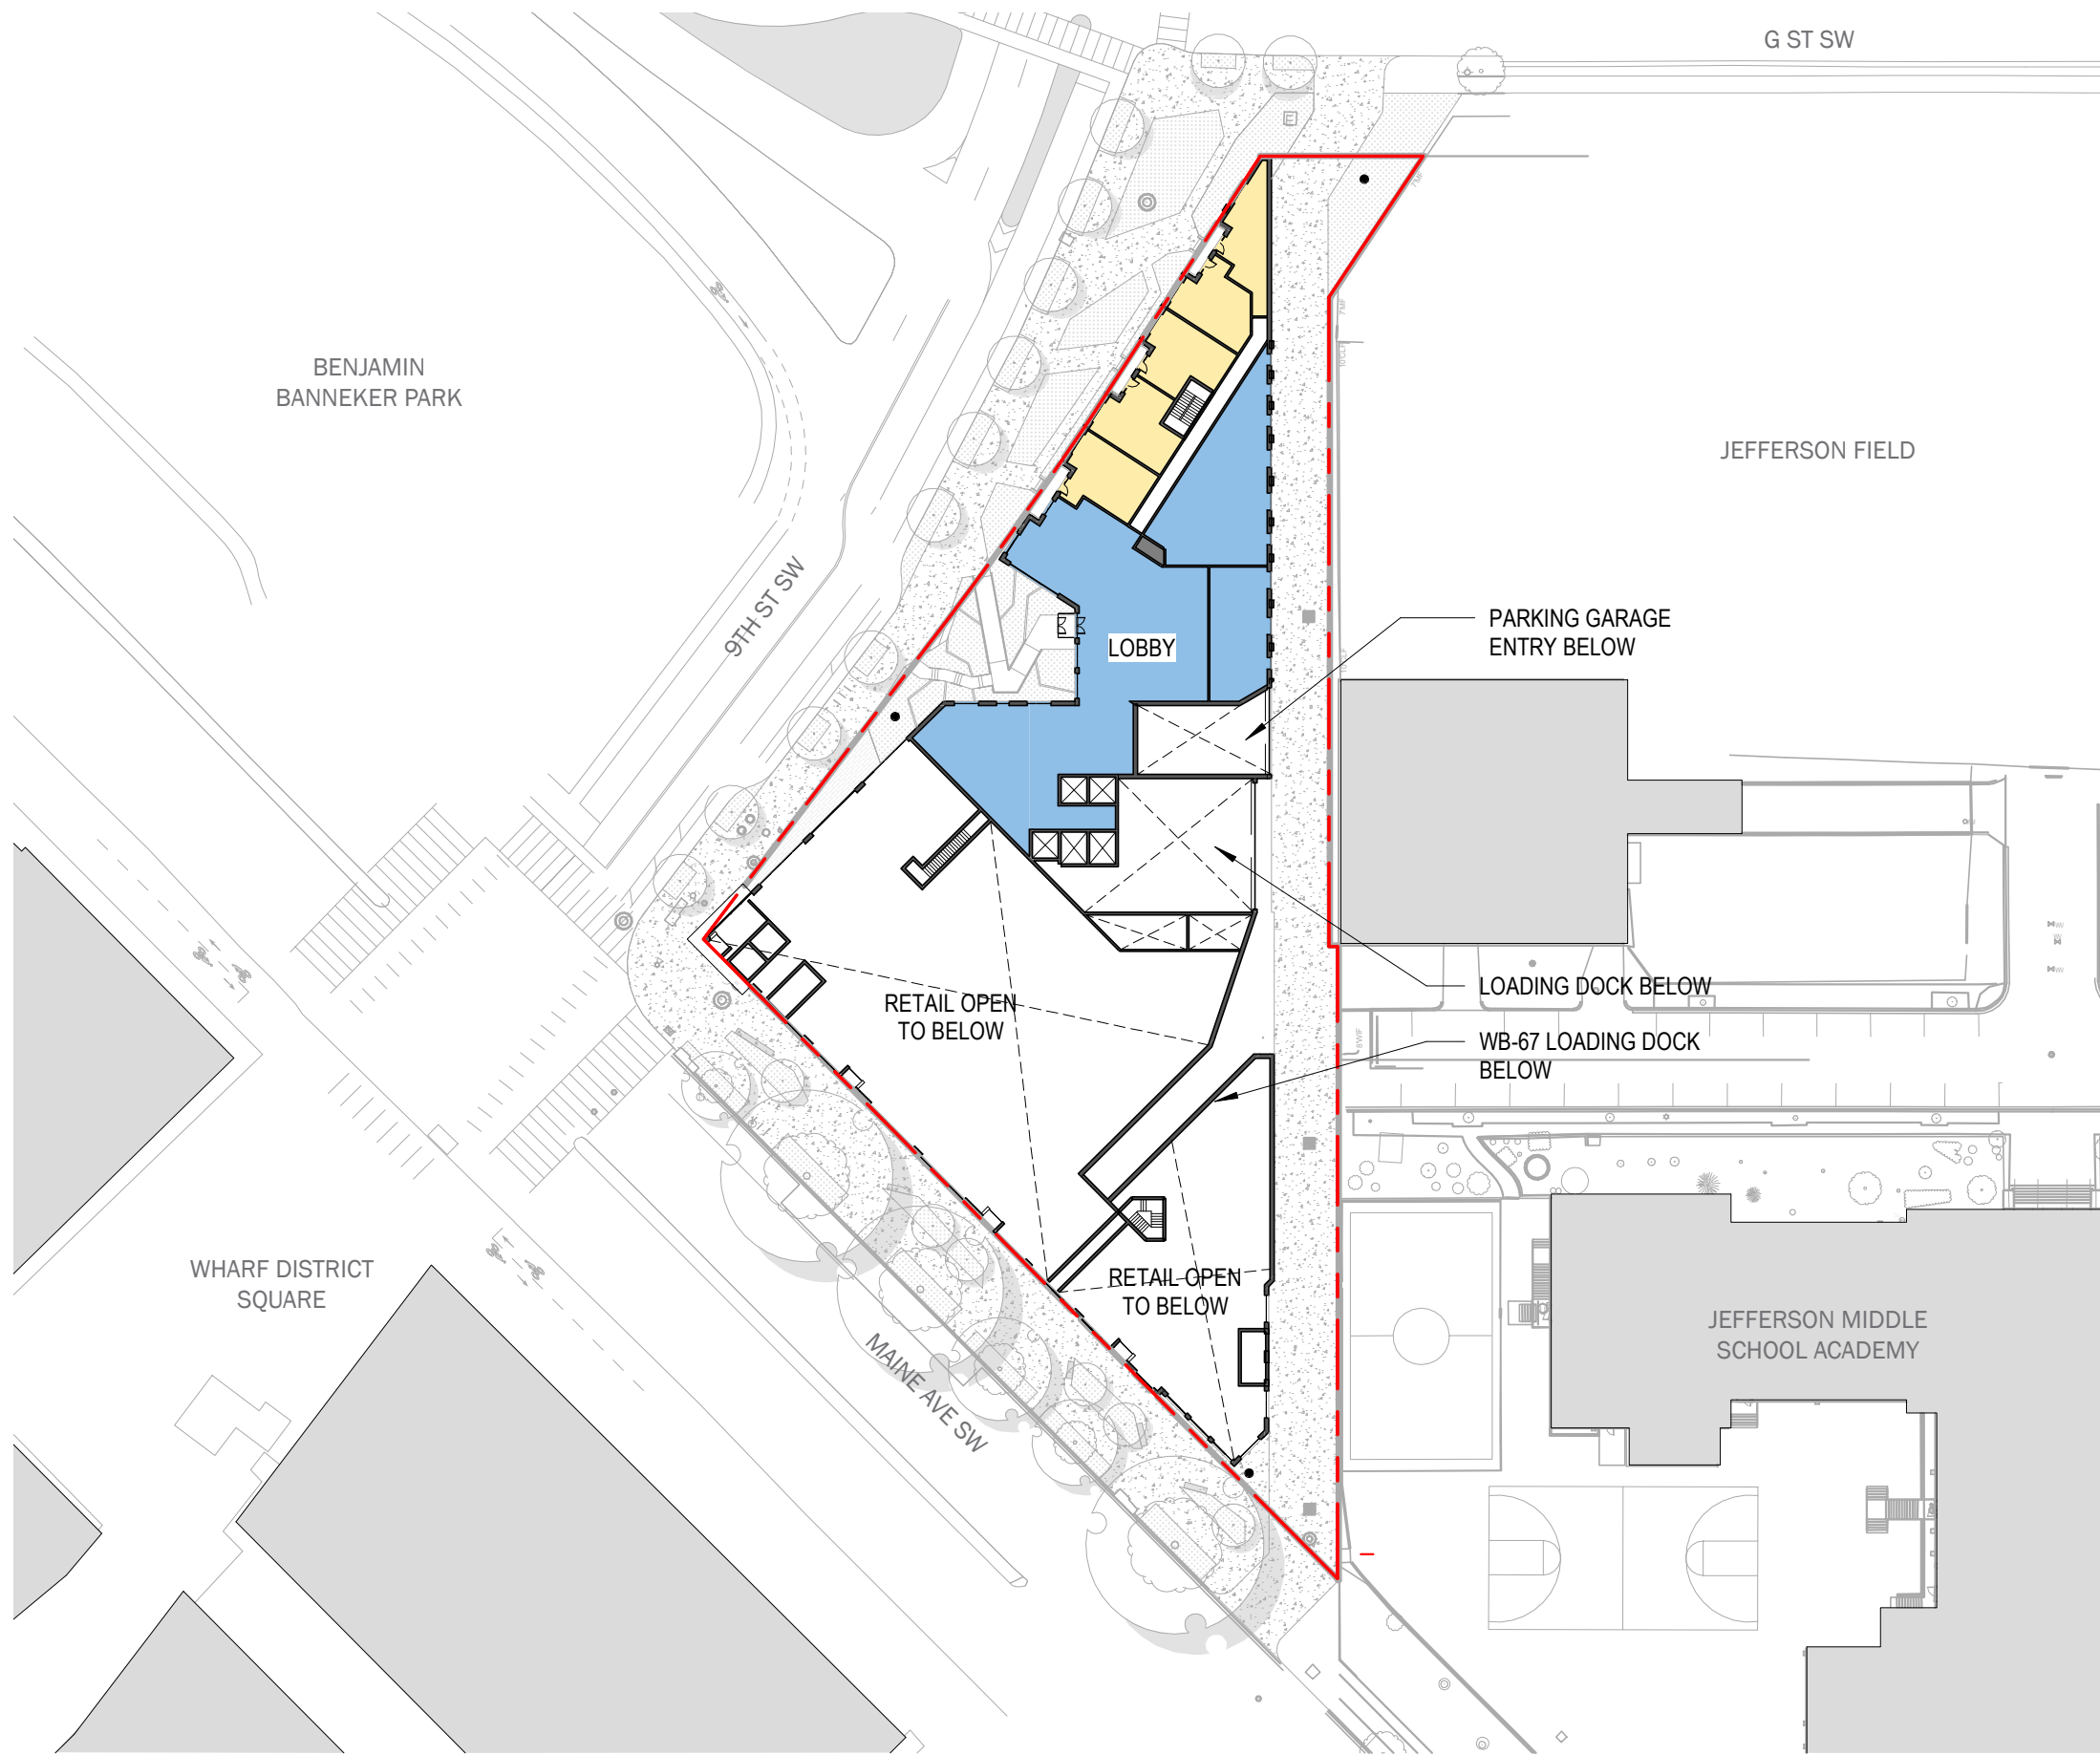 G ST SW
BENJAMIN
BANNEKER PARK
JEFFERSON FIELD
9TH ST SW
PARKING GARAGE
ENTRY BELOW
LOBBY
LOADING DOCK BELOW
RETAIL OPEN
TO BELOW
WB-67 LOADING DOCK
BELOW
WHARF DISTRICT
SQUARE
RETAIL OPEN
TO BELOW
MAINE AVE SW
JEFFERSON MIDDLE
SCHOOL ACADEMY
E